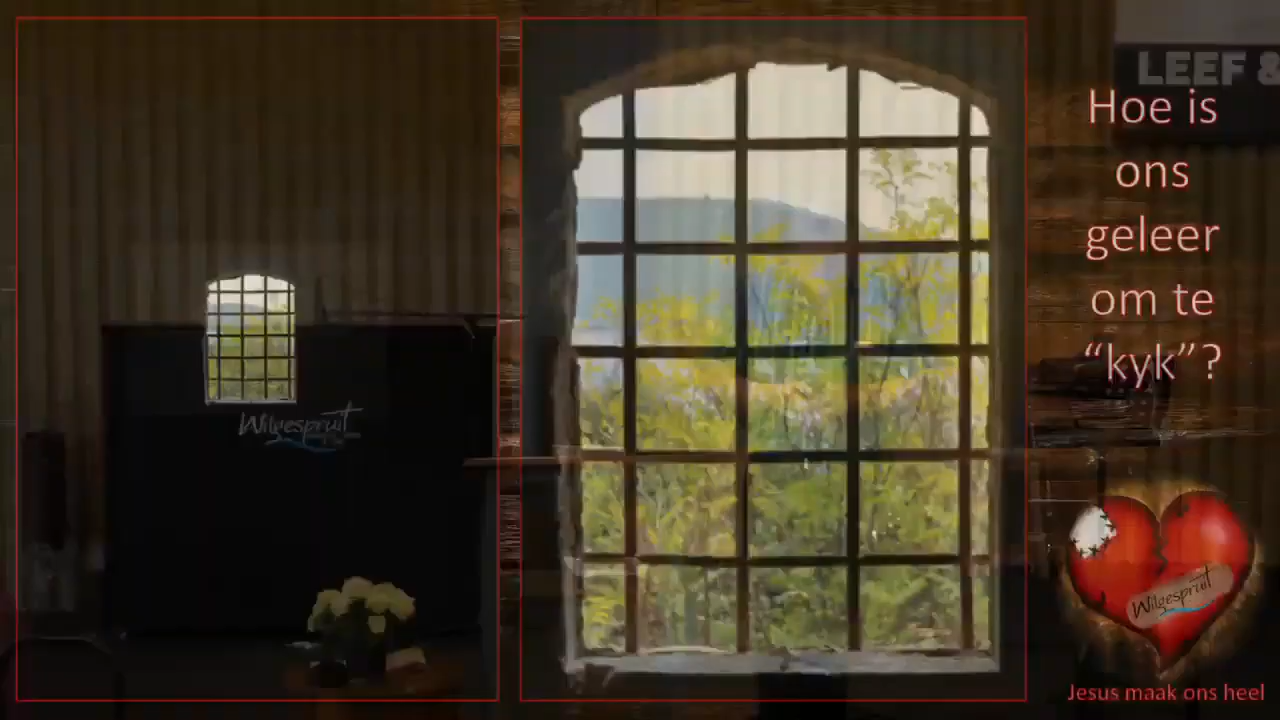 LEEF &
Hoe is
ons
geleer
om te
“kyk”?
Wilgespruit
Wilgespruit
Jesus maak ons heel